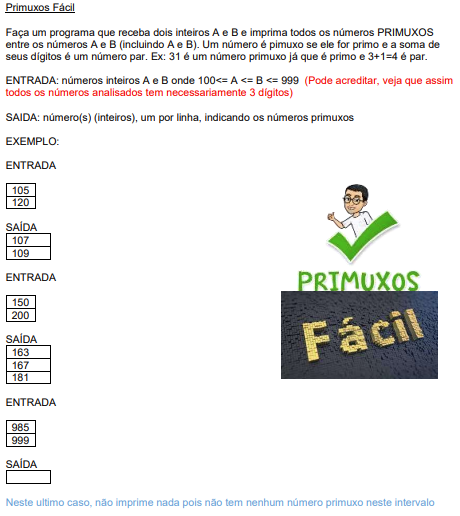 Primuxos Fácil
Faça um programa que receba dois inteiros A e B e imprima todos os números PRIMUXOS
entre os números A e B (incluindo A e B). Um número é pimuxo se ele for primo e a soma de
seus dígitos é um número par. Ex: 31 é um número primuxo já que é primo e 3+1=4 é par.
ENTRADA: números inteiros A e B onde 100<= A <= B <= 999 (Pode acreditar, veja que assim
todos os números analisados tem necessariamente 3 dígitos)
SAIDA: número(s) (inteiros), um por linha, indicando os números primuxos
EXEMPLO:
ENTRADA
105
120
SAÍDA
107
109
ENTRADA
150
200
SAÍDA
163
167
181
PRIMUXOS
Fácil
ENTRADA
985
999
SAÍDA
Neste ultimo caso, não imprime nada pois não tem nenhum número primuxo neste intervalo